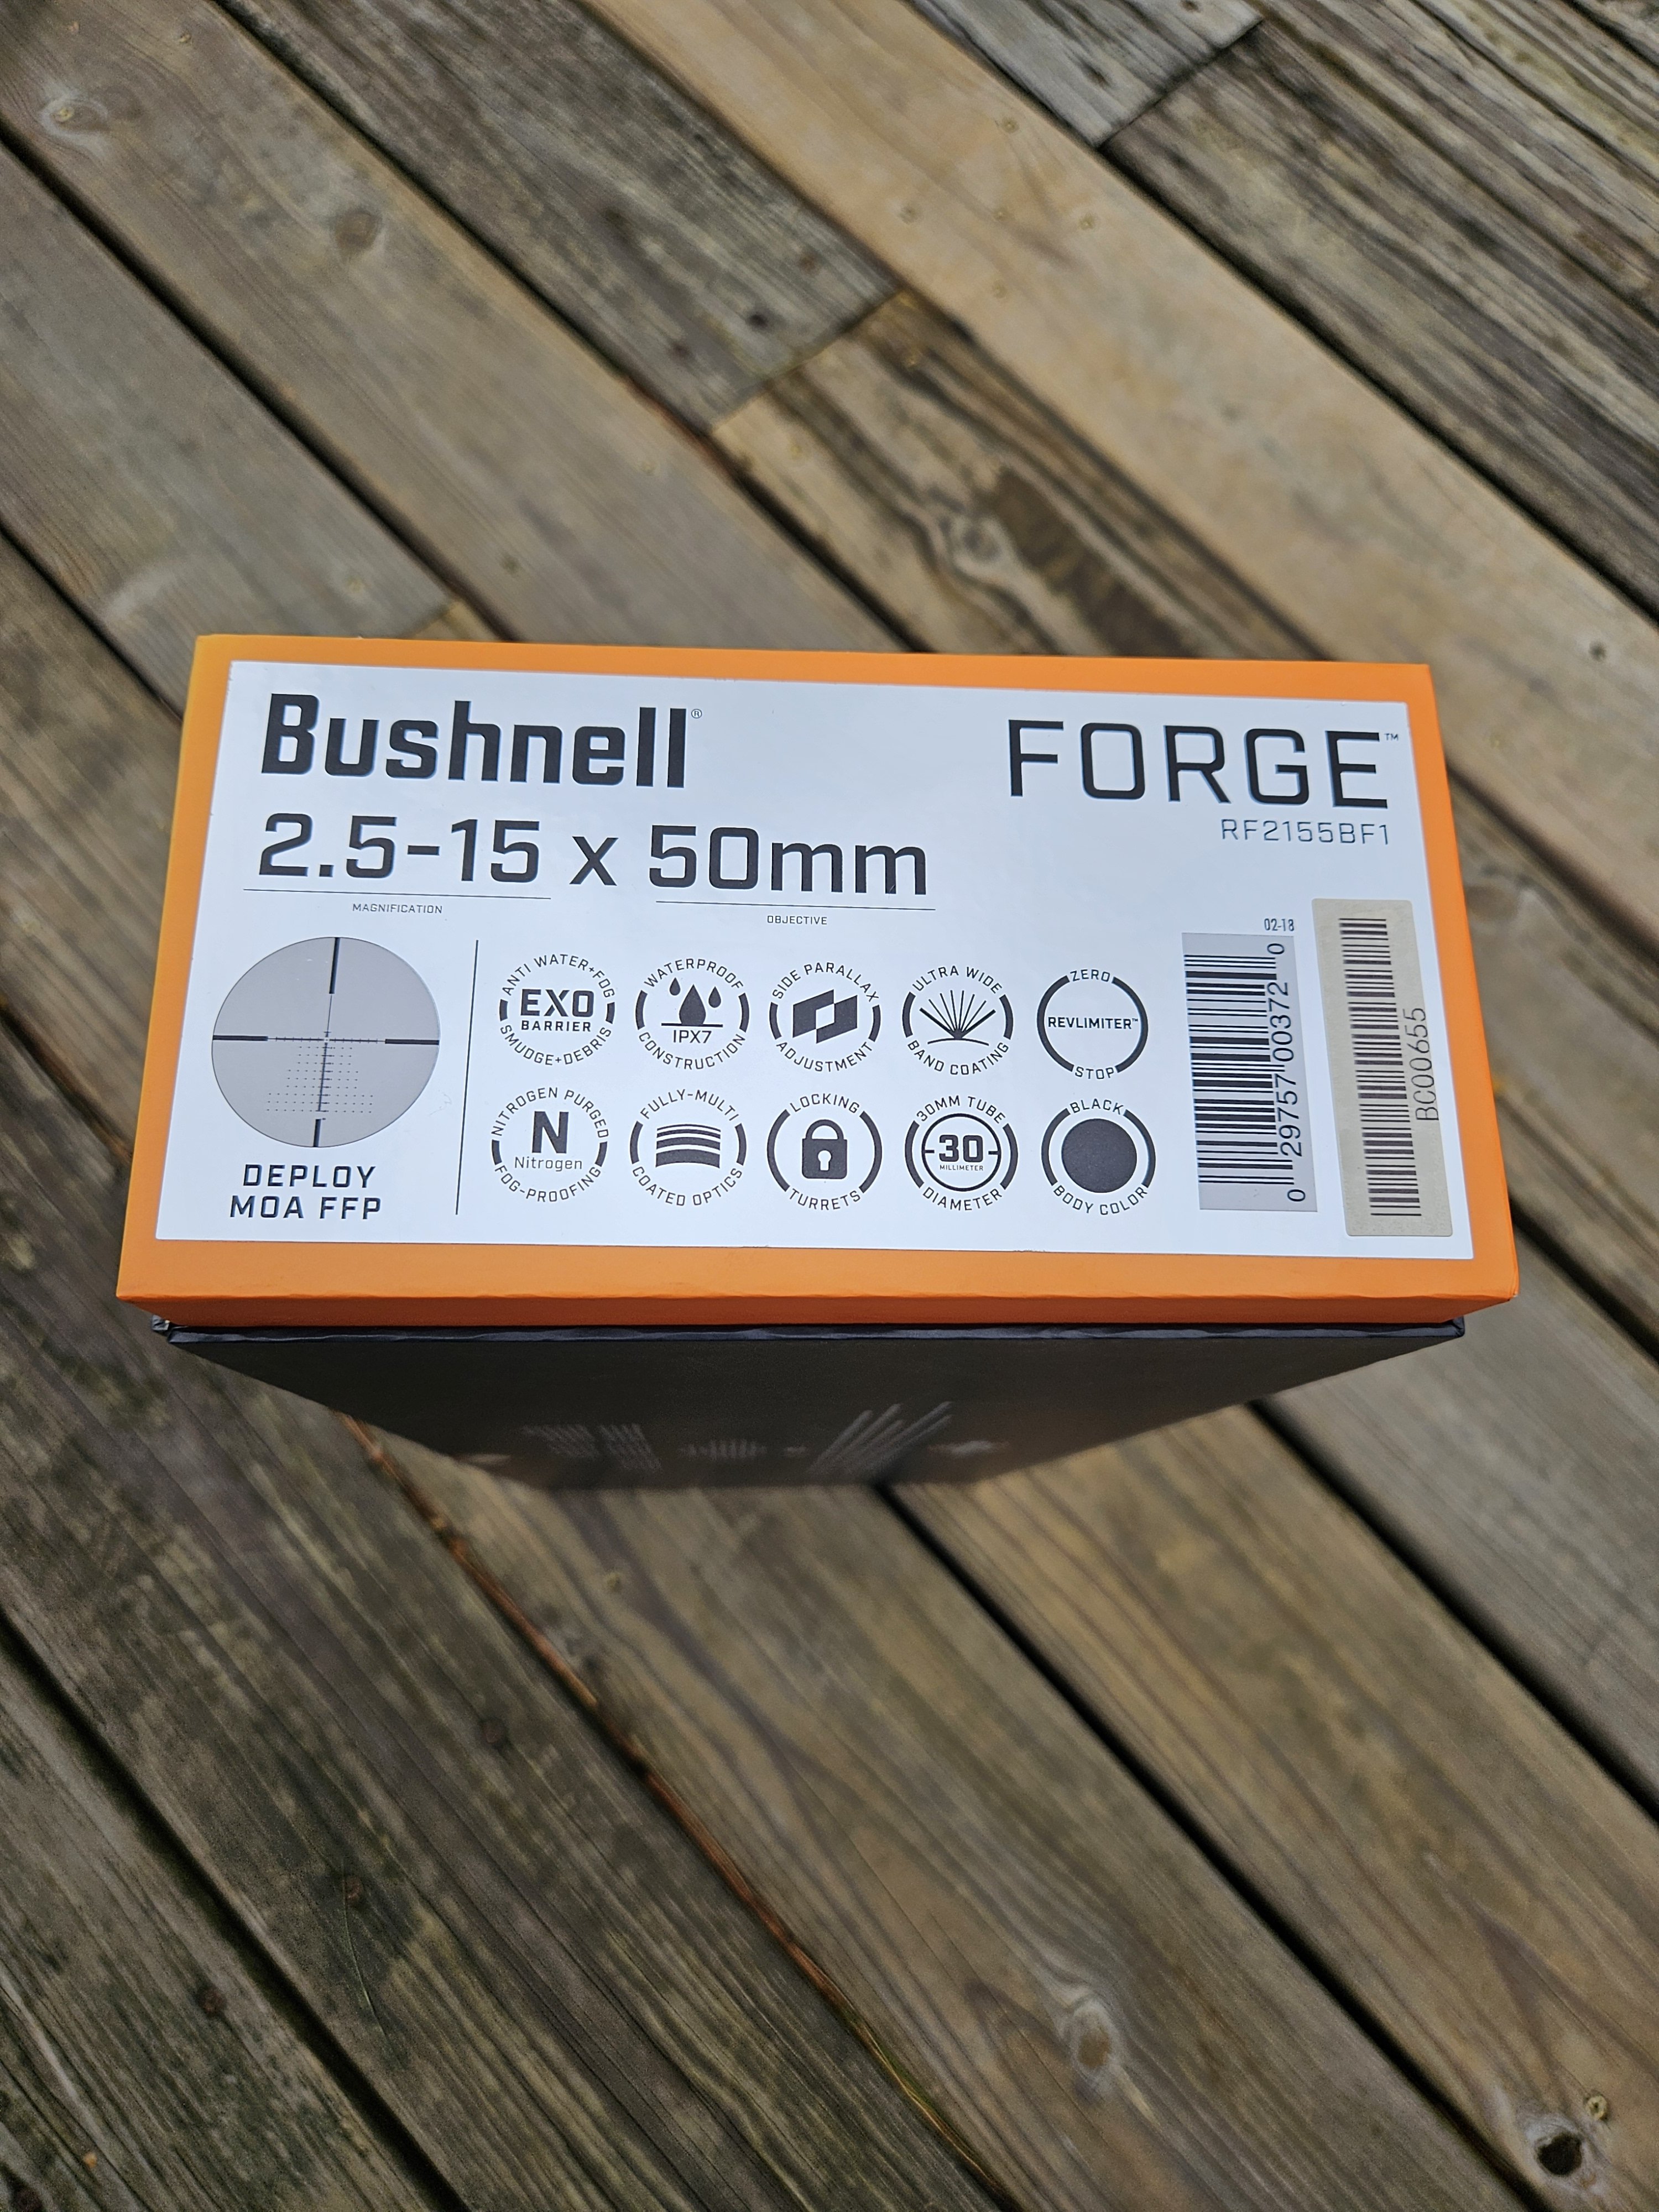 Bushnell®
FORGE™
RF2155BF1
2.5-15 x 50mm
MAGNIFICATION
OBJECTIVE
DEPLOY
MOA FFP
ANTI WATER+FOG
EXO
BARRIER
SMUDGE+DEBRIS
WATERPROOF
IPX7
CONSTRUCTION
SIDE PARALLAX
ADJUSTMENT
ULTRA WIDE
BAND COATING
ZERO
REVLIMITER™
STOP
NITROGEN PURGED
N
Nitrogen
FOG-PROOFING
FULLY-MULTI
COATED OPTICS
LOCKING
TURRETS
30MM TUBE
30
MILLIMETER
DIAMETER
BLACK
BODY COLOR
02-18
0 29757 00372 0
BC00655